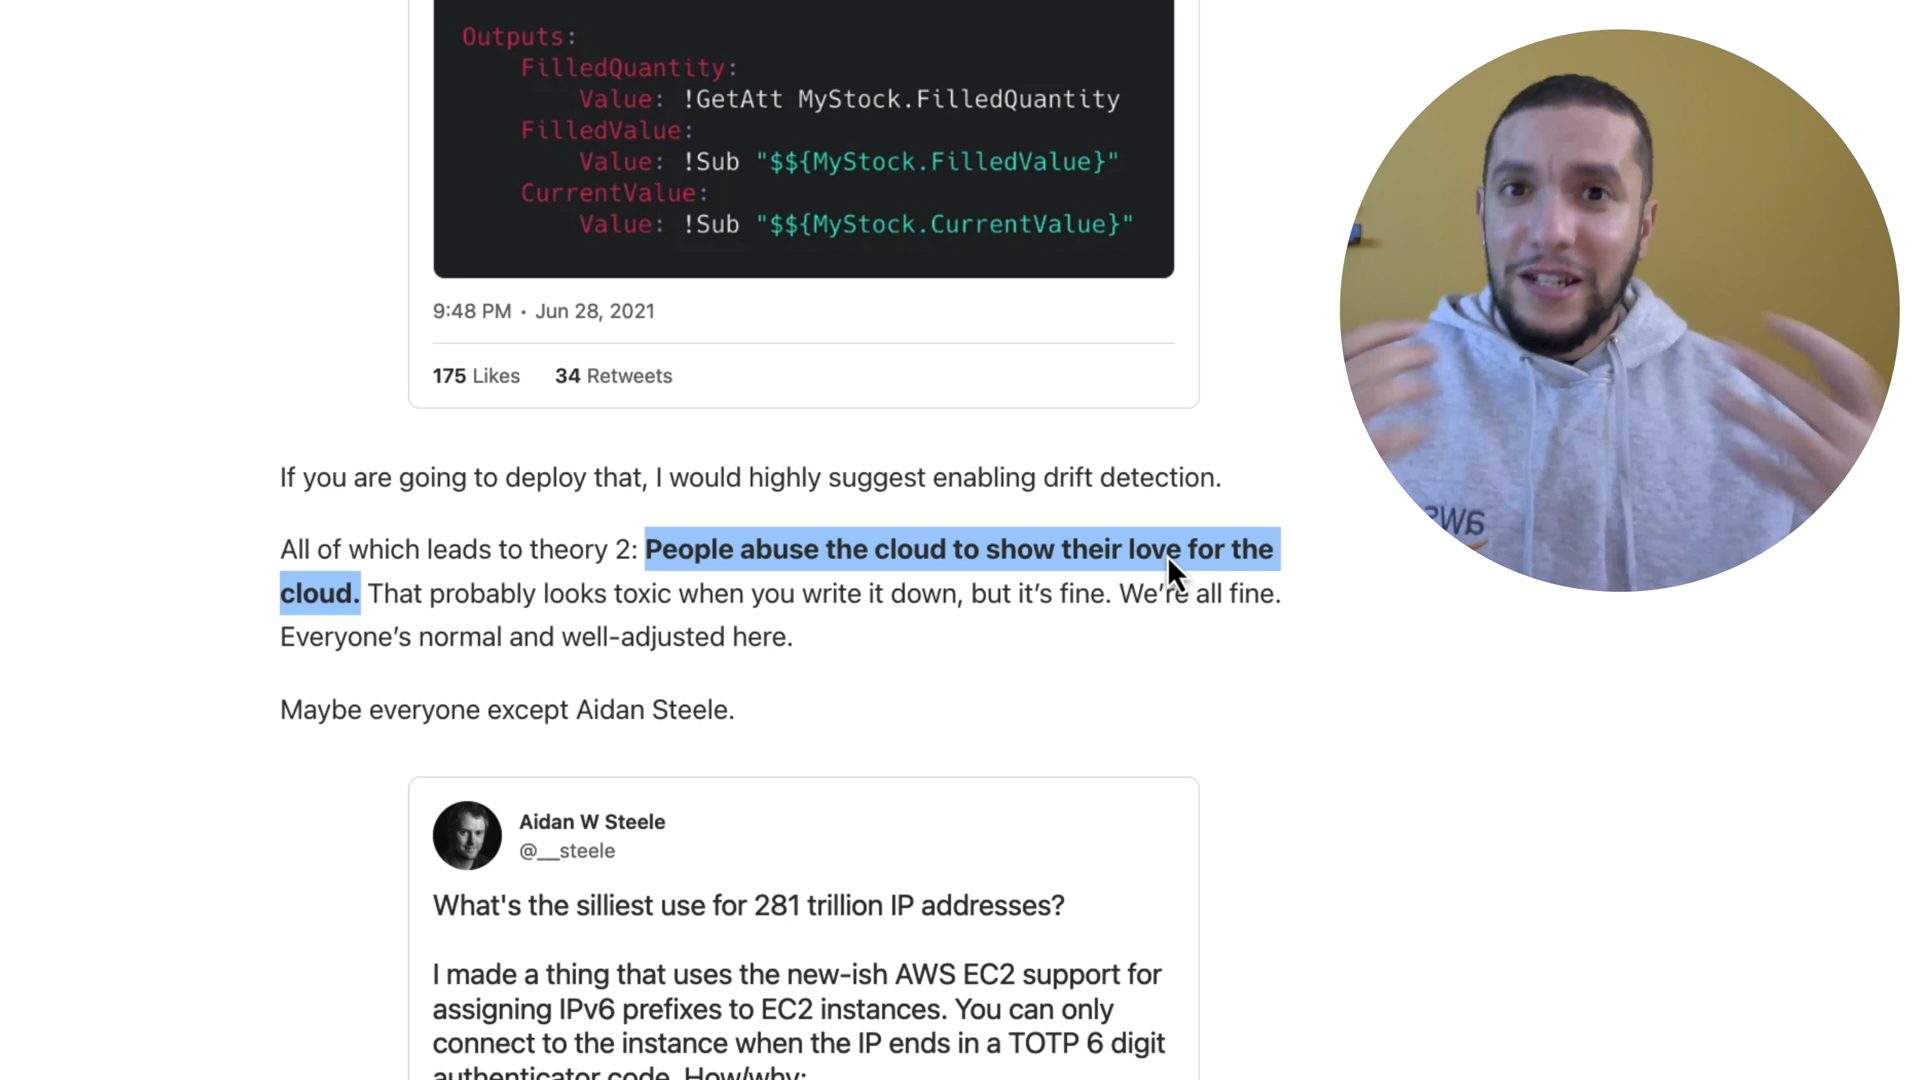 Outputs:
FilledQuantity:
Value: !GetAtt MyStock.FilledQuantity
FilledValue:
Value: !Sub "$${MyStock.FilledValue}"
CurrentValue:
Value: !Sub "$${MyStock.CurrentValue}"
9:48 PM · Jun 28, 2021
175 Likes 34 Retweets
If you are going to deploy that, I would highly suggest enabling drift detection.
All of which leads to theory 2: People abuse the cloud to show their love for the
cloud. That probably looks toxic when you write it down, but it’s fine. We’re all fine.
Everyone’s normal and well-adjusted here.
Maybe everyone except Aidan Steele.
Aidan W Steele
@__steele
What's the silliest use for 281 trillion IP addresses?
I made a thing that uses the new-ish AWS EC2 support for
assigning IPv6 prefixes to EC2 instances. You can only
connect to the instance when the IP ends in a TOTP 6 digit
authenticator code. How/why:
aws